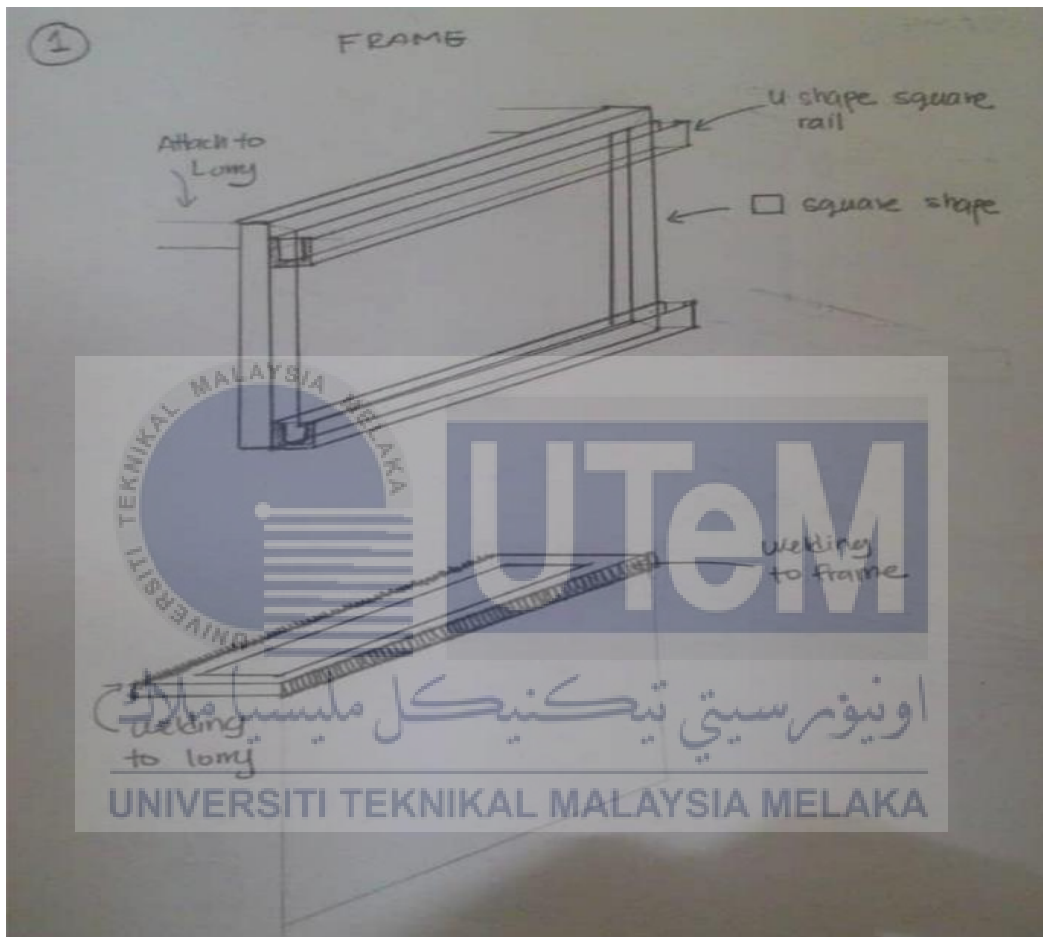 1
FRAME
u shape square
rail
Attach to
Lorry
square shape
UNIVERSITI TEKNIKAL MALAYSIA MELAKA
UTeM
welding
to frame
welding
to lorry
اونيۏرسيتي تيكنيكل مليسيا ملاك
UNIVERSITI TEKNIKAL MALAYSIA MELAKA